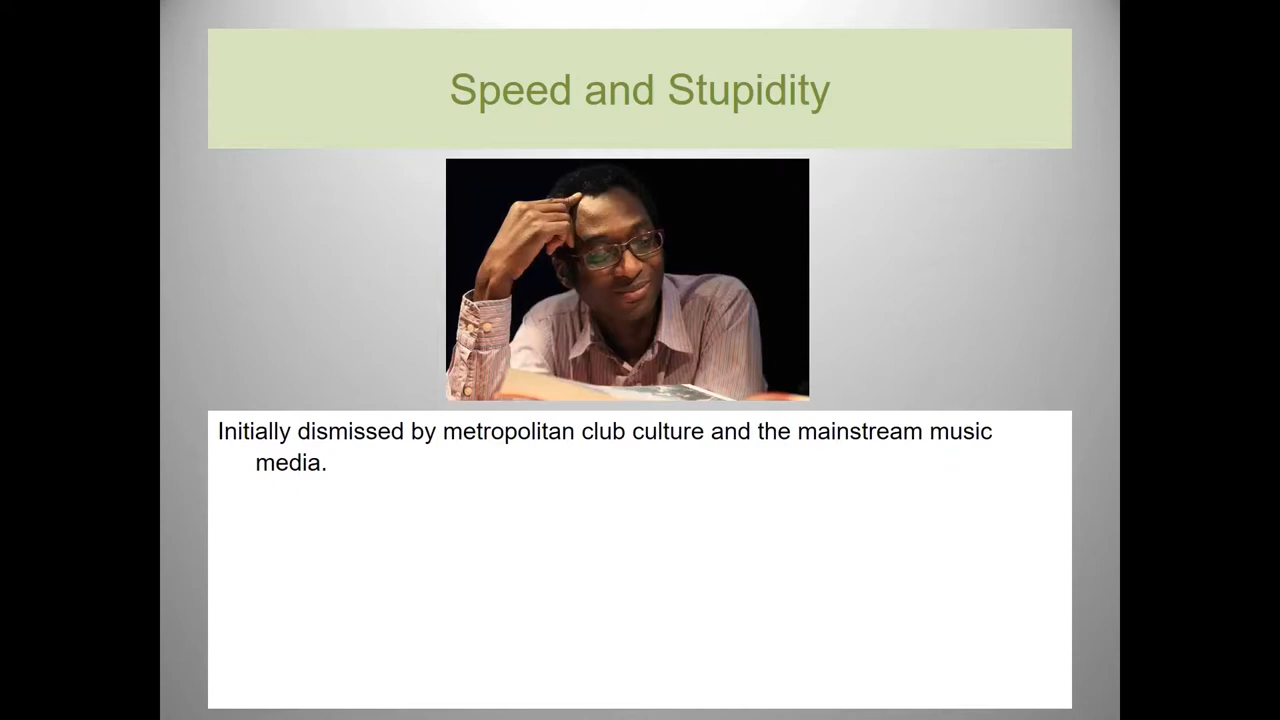 Speed and Stupidity
Initially dismissed by metropolitan club culture and the mainstream music
media.